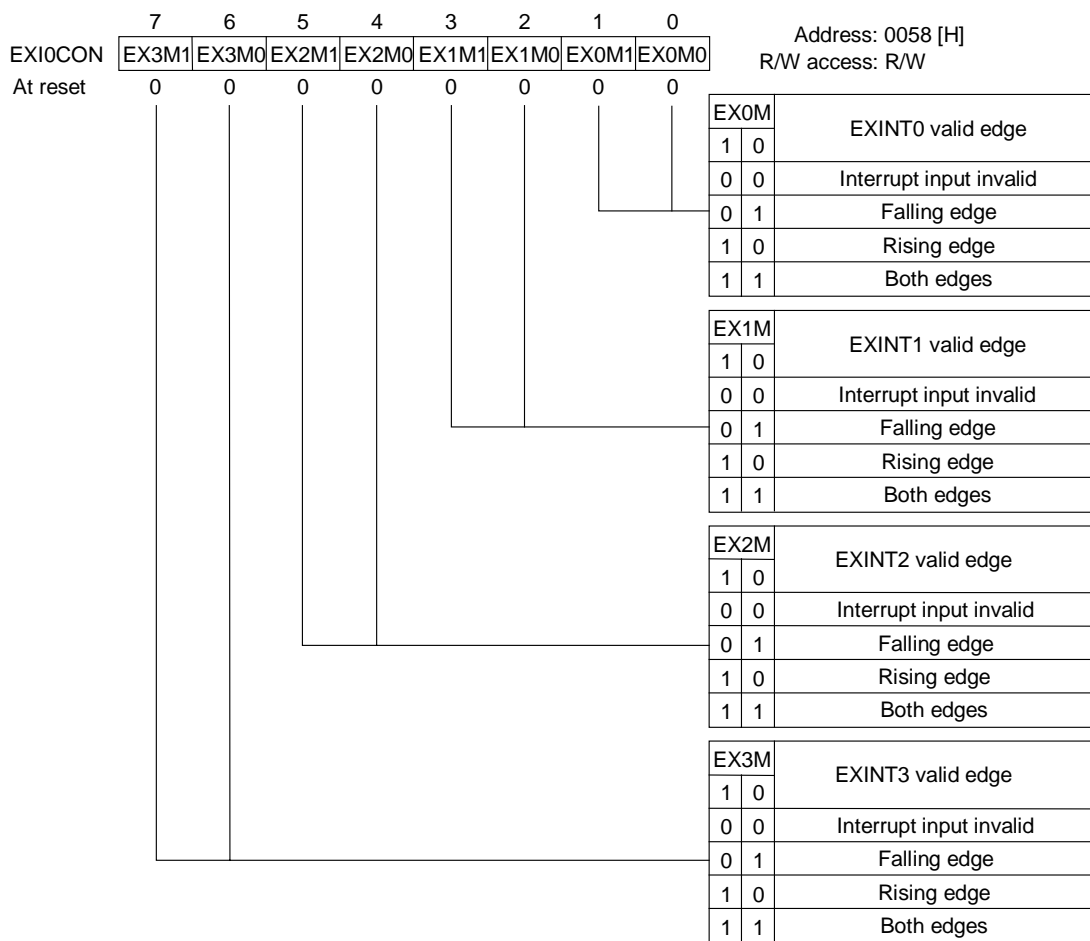 7 6 5 4 3 2 1 0
Address: 0058 [H]
EXI0CON EX3M1 EX3M0 EX2M1 EX2M0 EX1M1 EX1M0 EX0M1 EX0M0
R/W access: R/W
At reset 0 0 0 0 0 0 0 0
EX0M EXINT0 valid edge
1 0
0 0 Interrupt input invalid
0 1 Falling edge
1 0 Rising edge
1 1 Both edges
EX1M EXINT1 valid edge
1 0
0 0 Interrupt input invalid
0 1 Falling edge
1 0 Rising edge
1 1 Both edges
EX2M EXINT2 valid edge
1 0
0 0 Interrupt input invalid
0 1 Falling edge
1 0 Rising edge
1 1 Both edges
EX3M EXINT3 valid edge
1 0
0 0 Interrupt input invalid
0 1 Falling edge
1 0 Rising edge
1 1 Both edges